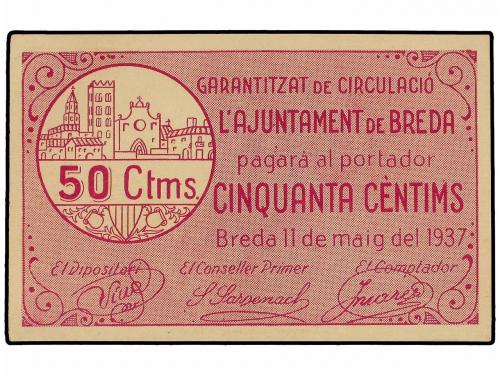 GARANTITZAT DE CIRCULACIÓ
L'AJUNTAMENT DE BREDA
pagarà al portador
CINQUANTA CÈNTIMS
Breda 11 de maig del 1937
50 Ctms.
El Dipositari
El Conseller Primer
El Comptador